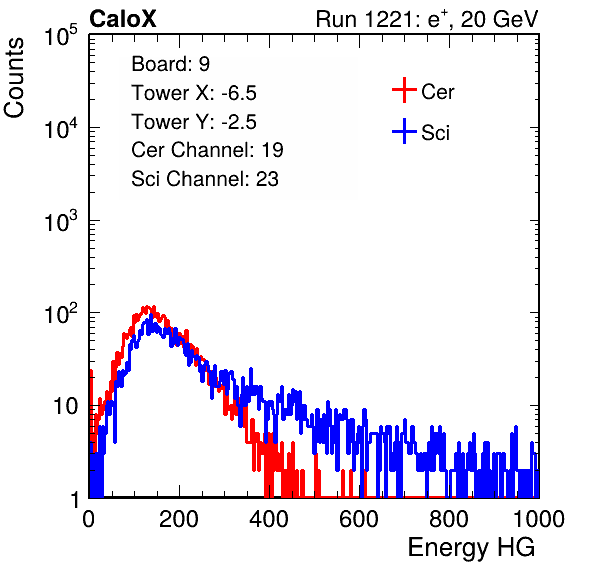 CaloX Run 1221: e⁺, 20 GeV
Counts
Board: 9
Tower X: -6.5
Tower Y: -2.5
Cer Channel: 19
Sci Channel: 23
Cer
Sci
10⁵
10⁴
10³
10²
10
1
0 200 400 600 800 1000
Energy HG